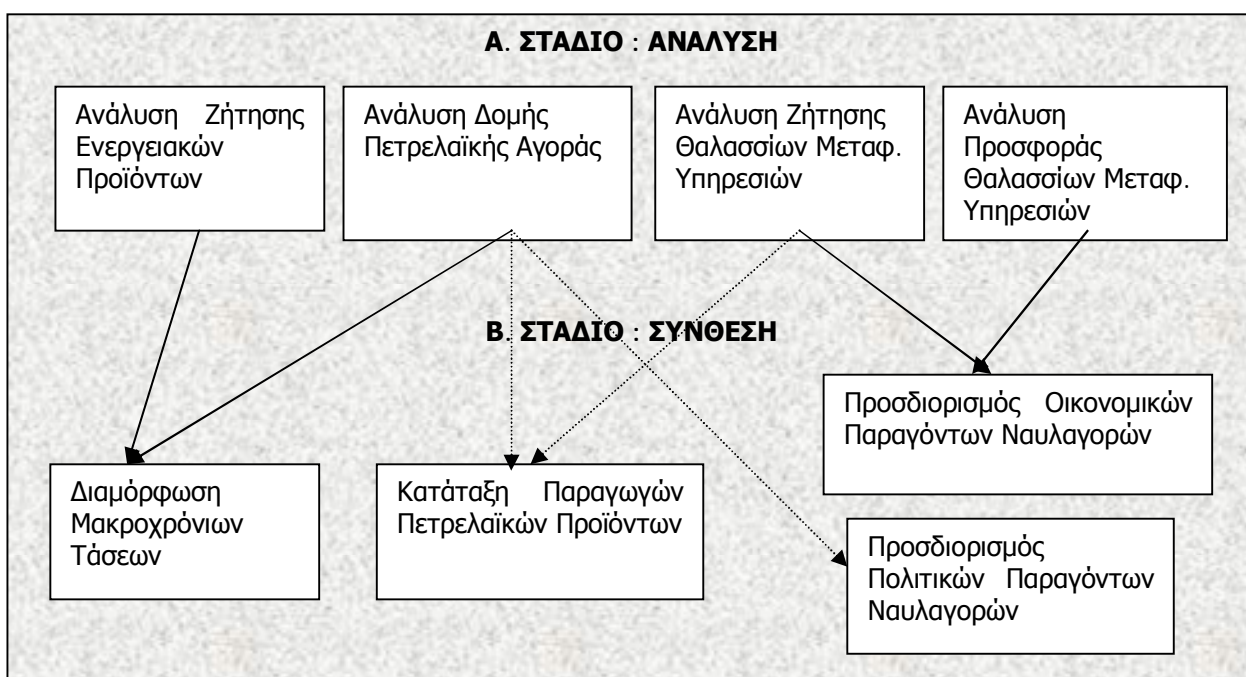 Α. ΣΤΑΔΙΟ : ΑΝΑΛΥΣΗ
Ανάλυση Ζήτησης
Ενεργειακών
Προϊόντων
Ανάλυση Δομής
Πετρελαϊκής Αγοράς
Ανάλυση Ζήτησης
Θαλασσίων Μεταφ.
Υπηρεσιών
Ανάλυση
Προσφοράς
Θαλασσίων Μεταφ.
Υπηρεσιών
Β. ΣΤΑΔΙΟ : ΣΥΝΘΕΣΗ
Διαμόρφωση
Μακροχρόνιων
Τάσεων
Κατάταξη Παραγωγών
Πετρελαϊκών Προϊόντων
Προσδιορισμός Οικονομικών
Παραγόντων Ναυλαγορών
Προσδιορισμός
Πολιτικών Παραγόντων
Ναυλαγορών